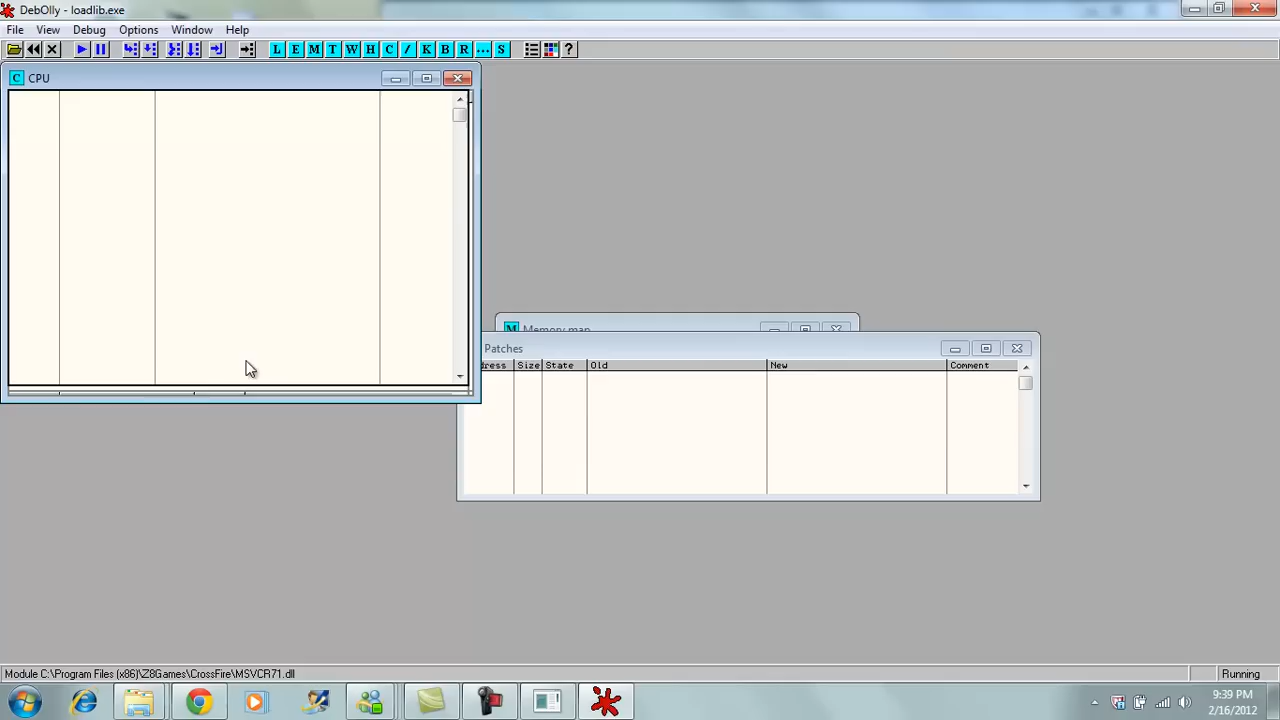 DebOlly - loadlib.exe
File View Debug Options Window Help
L E M T W H C / K B R ... S ?
C CPU
M Memory map
Patches
dress Size State Old New Comment
Module C:\Program Files (x86)\Z8Games\CrossFire\MSVCR71.dll Running
9:39 PM
2/16/2012